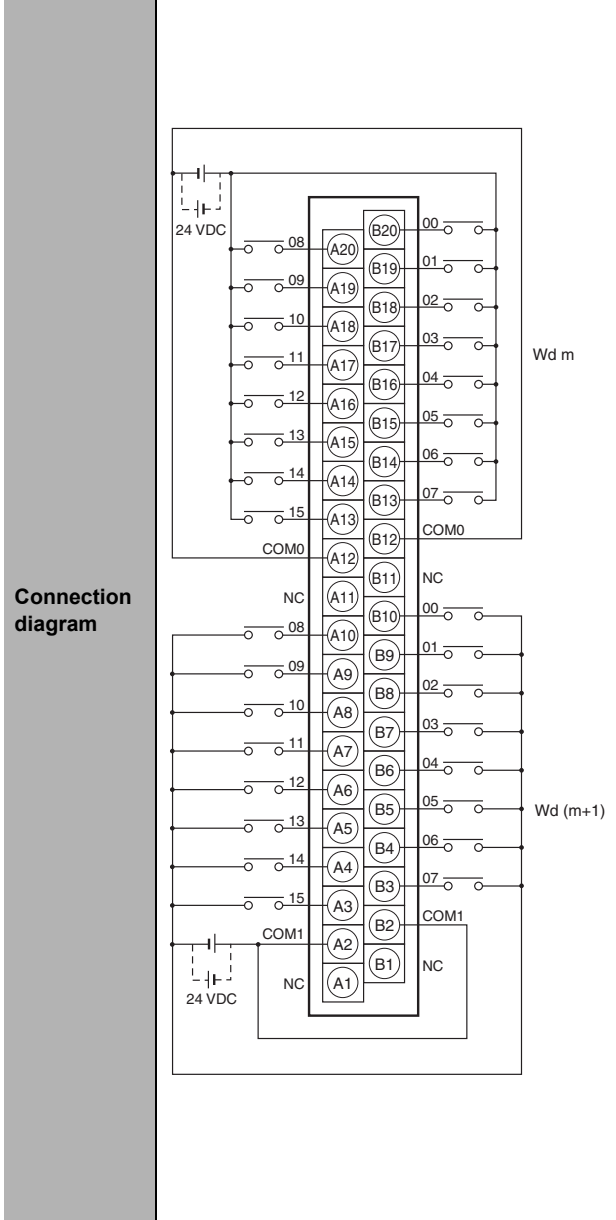 Connection
diagram
24 VDC
08 A20 B20 00
09 A19 B19 01
10 A18 B18 02
11 A17 B17 03
Wd m
12 A16 B16 04
13 A15 B15 05
14 A14 B14 06
15 A13 B13 07
COM0 A12 B12 COM0
NC A11 B11 NC
08 A10 B10 00
09 A9 B9 01
10 A8 B8 02
11 A7 B7 03
12 A6 B6 04
13 A5 B5 05
Wd (m+1)
14 A4 B4 06
15 A3 B3 07
COM1 A2 B2 COM1
NC A1 B1 NC
24 VDC